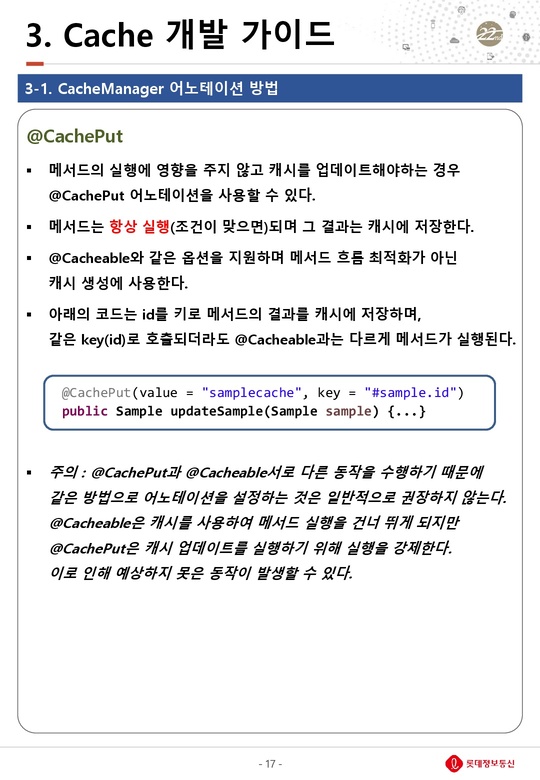 3. Cache 개발 가이드
22
3-1. CacheManager 어노테이션 방법
@CachePut
▪ 메서드의 실행에 영향을 주지 않고 캐시를 업데이트해야하는 경우
@CachePut 어노테이션을 사용할 수 있다.
▪ 메서드는 항상 실행(조건이 맞으면)되며 그 결과는 캐시에 저장한다.
▪ @Cacheable와 같은 옵션을 지원하며 메서드 흐름 최적화가 아닌
캐시 생성에 사용한다.
▪ 아래의 코드는 id를 키로 메서드의 결과를 캐시에 저장하며,
같은 key(id)로 호출되더라도 @Cacheable과는 다르게 메서드가 실행된다.
@CachePut(value = "samplecache", key = "#sample.id")
public Sample updateSample(Sample sample) {...}
▪ 주의 : @CachePut과 @Cacheable서로 다른 동작을 수행하기 때문에
같은 방법으로 어노테이션을 설정하는 것은 일반적으로 권장하지 않는다.
@Cacheable은 캐시를 사용하여 메서드 실행을 건너 뛰게 되지만
@CachePut은 캐시 업데이트를 실행하기 위해 실행을 강제한다.
이로 인해 예상하지 못은 동작이 발생할 수 있다.
- 17 -
롯데정보통신